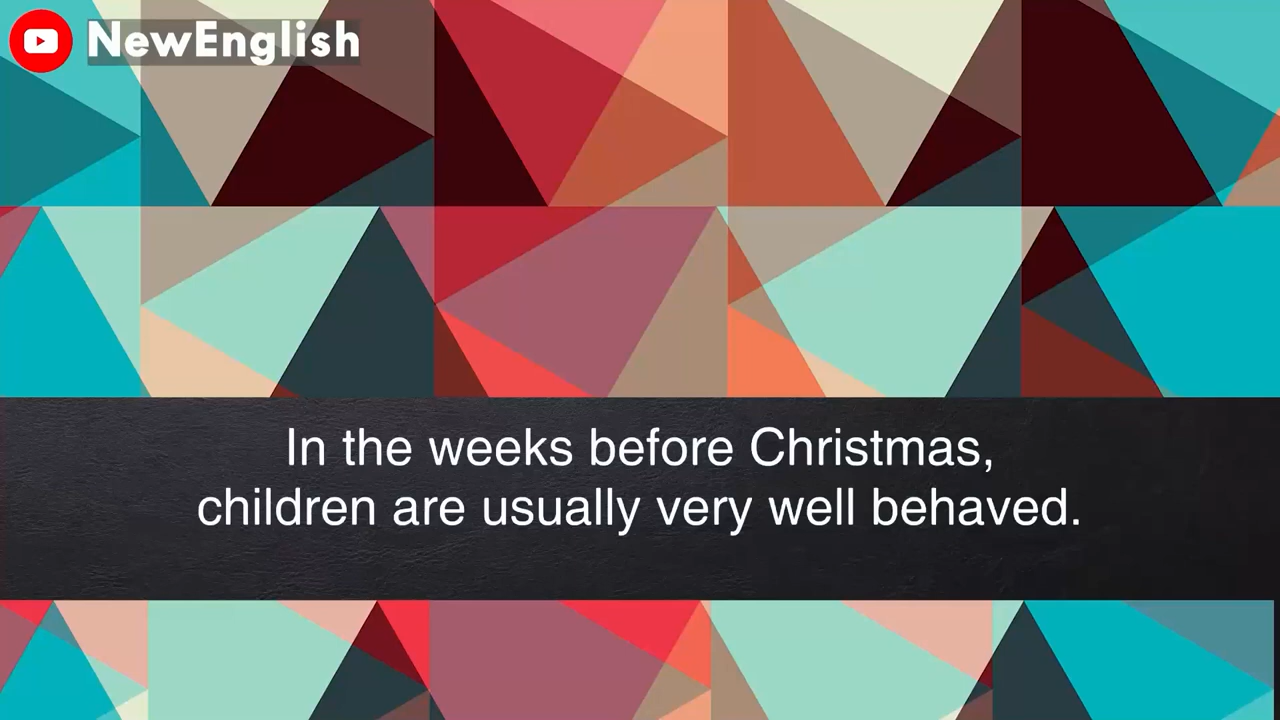 NewEnglish
In the weeks before Christmas,
children are usually very well behaved.